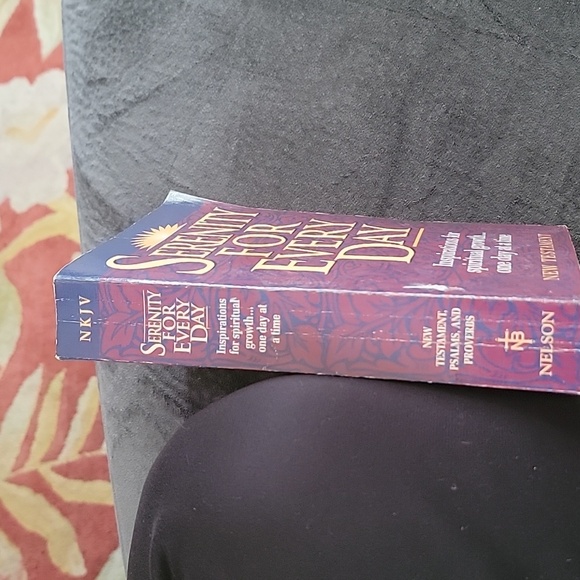 SERENITY
FOR
EVERY
DAY
Inspirations for
spiritual growth...
one day at a time
NEW TESTAMENT,
NKJV
SERENITY
FOR
EVERY
DAY
Inspirations
for spiritual
growth...
one day at
a time
NEW
TESTAMENT,
PSALMS, AND
PROVERBS
NB
NELSON